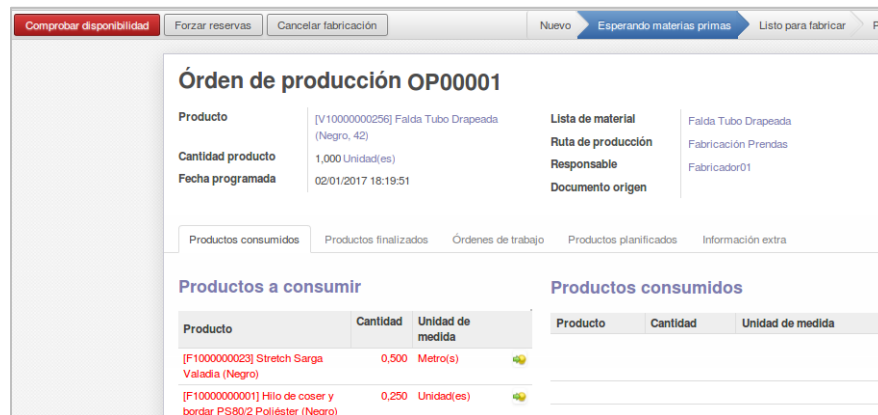 Comprobar disponibilidad Forzar reservas Cancelar fabricación Nuevo Esperando materias primas Listo para fabricar
Órden de producción OP00001
Producto [V10000000256] Falda Tubo Drapeada
(Negro, 42)
Cantidad producto 1,000 Unidad(es)
Fecha programada 02/01/2017 18:19:51
Lista de material Falda Tubo Drapeada
Ruta de producción Fabricación Prendas
Responsable Fabricador01
Documento origen
Productos consumidos Productos finalizados Órdenes de trabajo Productos planificados Información extra
Productos a consumir
Producto Cantidad Unidad de
medida
[F1000000023] Stretch Sarga
Valadia (Negro) 0,500 Metro(s)
[F10000000001] Hilo de coser y
bordar PS80/2 Poliéster (Negro) 0,250 Unidad(es)
Productos consumidos
Producto Cantidad Unidad de medida